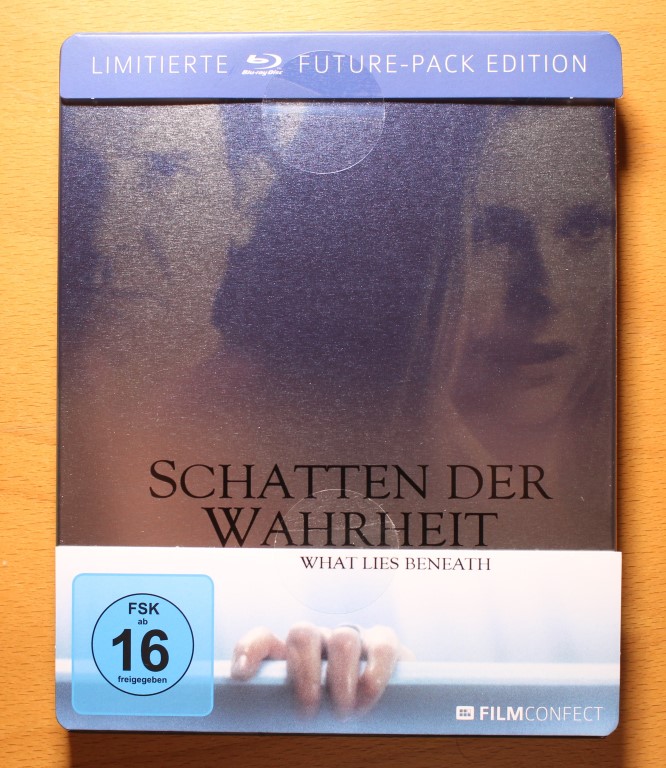 LIMITIERTE Blu-ray Disc FUTURE-PACK EDITION
SCHATTEN DER
WAHRHEIT
WHAT LIES BENEATH
FSK
ab
16
freigegeben
FILMCONFECT